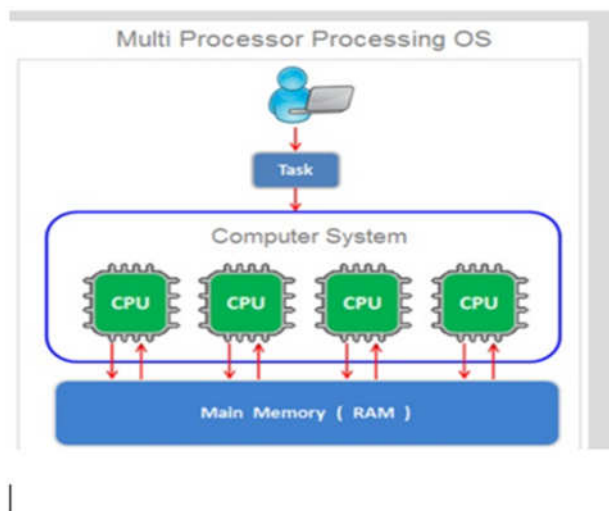 Multi Processor Processing OS
Task
Computer System
CPU CPU CPU CPU
Main Memory ( RAM )